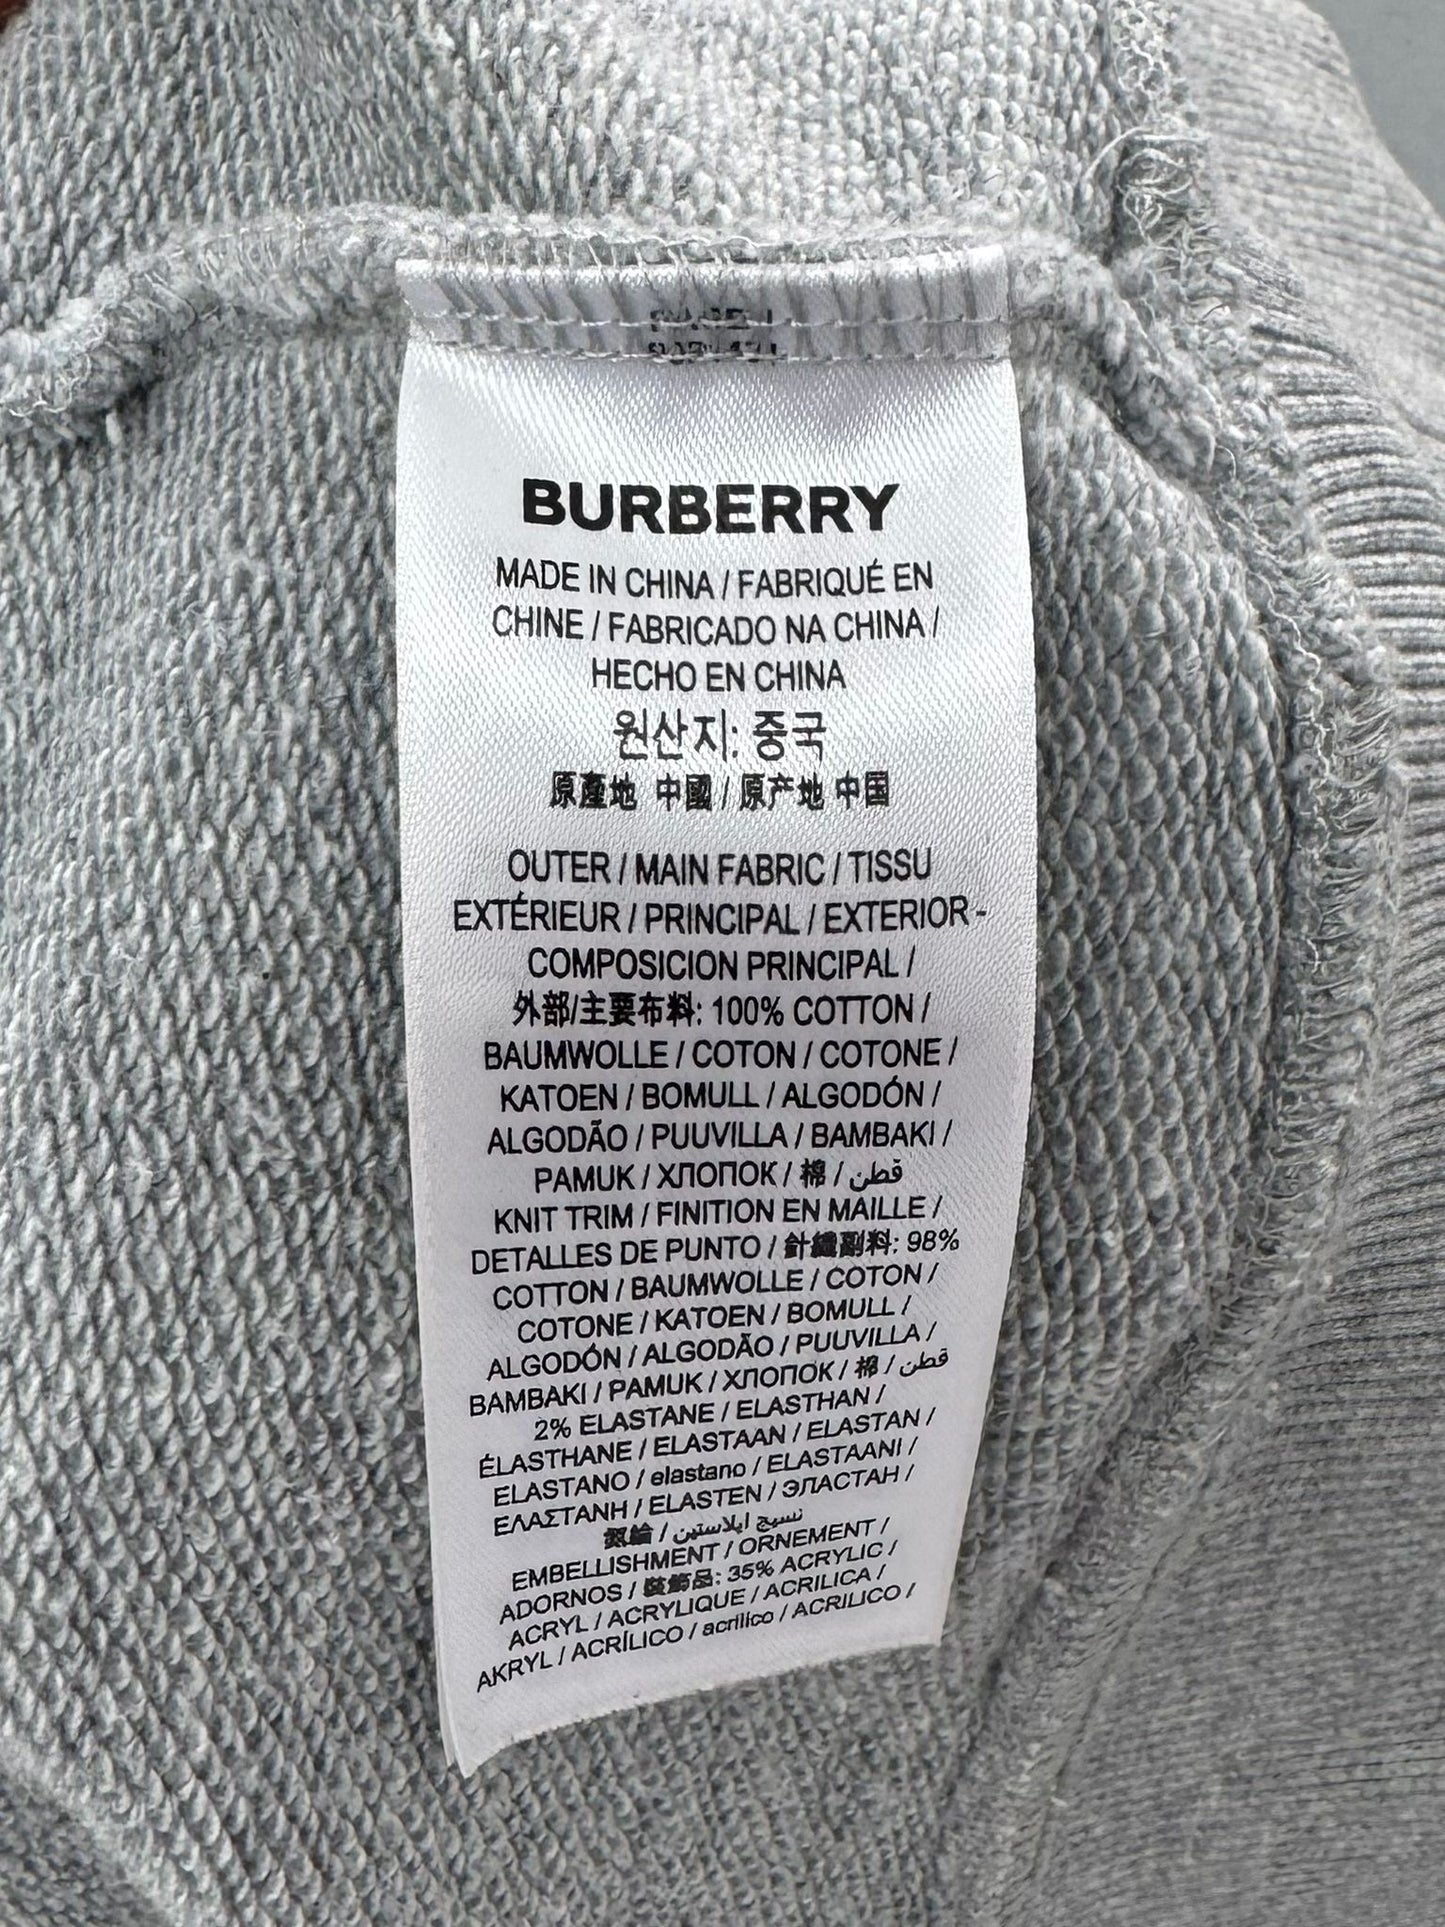 BURBERRY
MADE IN CHINA / FABRIQUÉ EN
CHINE / FABRICADO NA CHINA /
HECHO EN CHINA
원산지: 중국
原產地 中國 / 原产地 中国
OUTER / MAIN FABRIC / TISSU
EXTÉRIEUR / PRINCIPAL / EXTERIOR -
COMPOSICION PRINCIPAL /
外部/主要布料: 100% COTTON /
BAUMWOLLE / COTON / COTONE /
KATOEN / BOMULL / ALGODÓN /
ALGODÃO / PUUVILLA / BAMBAKI /
PAMUK / ХЛОПОК / 棉 / قطن
KNIT TRIM / FINITION EN MAILLE /
DETALLES DE PUNTO / 針織副料: 98%
COTTON / BAUMWOLLE / COTON /
COTONE / KATOEN / BOMULL /
ALGODÓN / ALGODÃO / PUUVILLA /
BAMBAKI / PAMUK / ХЛОПОК / 棉 / قطن
2% ELASTANE / ELASTHAN /
ÉLASTHANE / ELASTAAN / ELASTAN /
ELASTANO / elastano / ELASTAANI /
ΕΛΑΣΤΑΝΗ / ELASTEN / ЭЛАСТАН /
氨綸 / نسيج ايلاستين
EMBELLISHMENT / ORNEMENT /
ADORNOS / 裝飾品: 35% ACRYLIC /
ACRYL / ACRYLIQUE / ACRILICA /
AKRYL / ACRÍLICO / acrílico / ACRILICO /